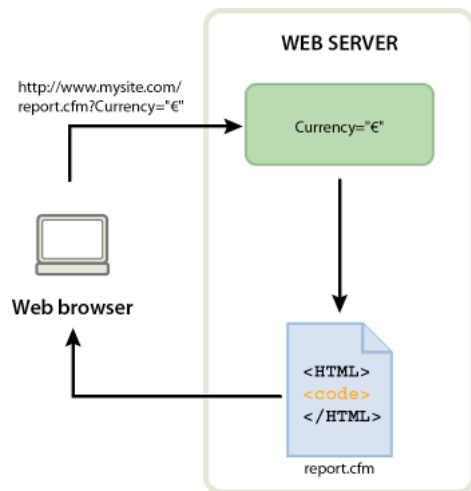 WEB SERVER
http://www.mysite.com/
report.cfm?Currency="€"
Currency="€"
Web browser
<HTML>
<code>
</HTML>
report.cfm